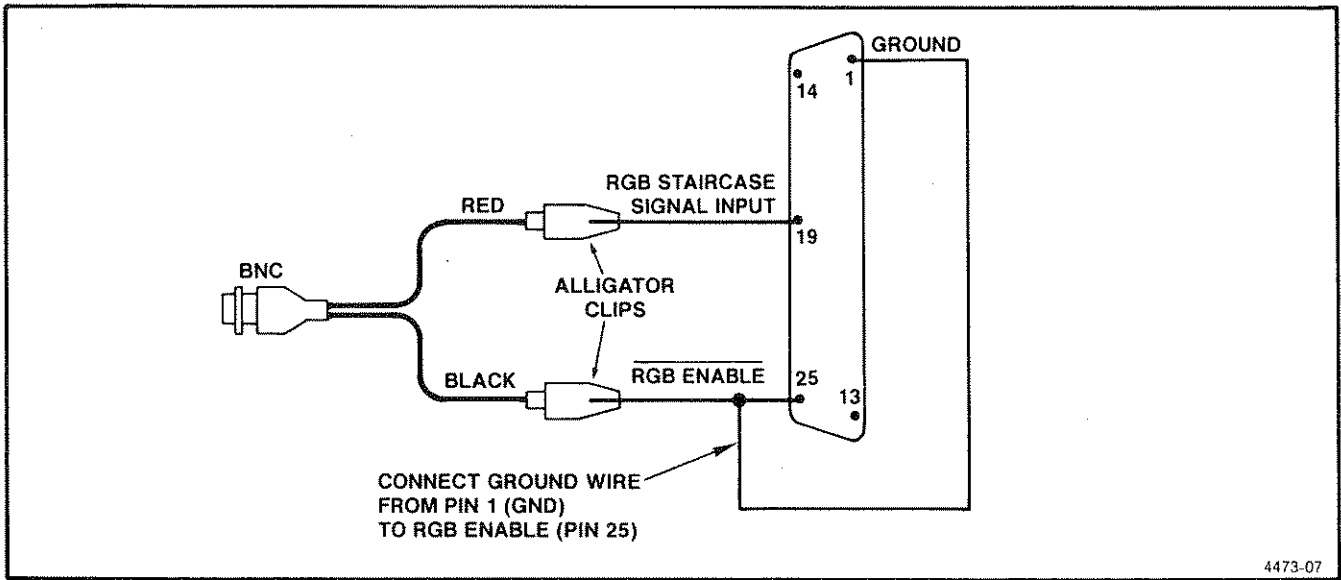 GROUND
14
1
RGB STAIRCASE
SIGNAL INPUT
RED
19
BNC
ALLIGATOR
CLIPS
BLACK
RGB ENABLE
25
13
CONNECT GROUND WIRE
FROM PIN 1 (GND)
TO RGB ENABLE (PIN 25)
4473-07